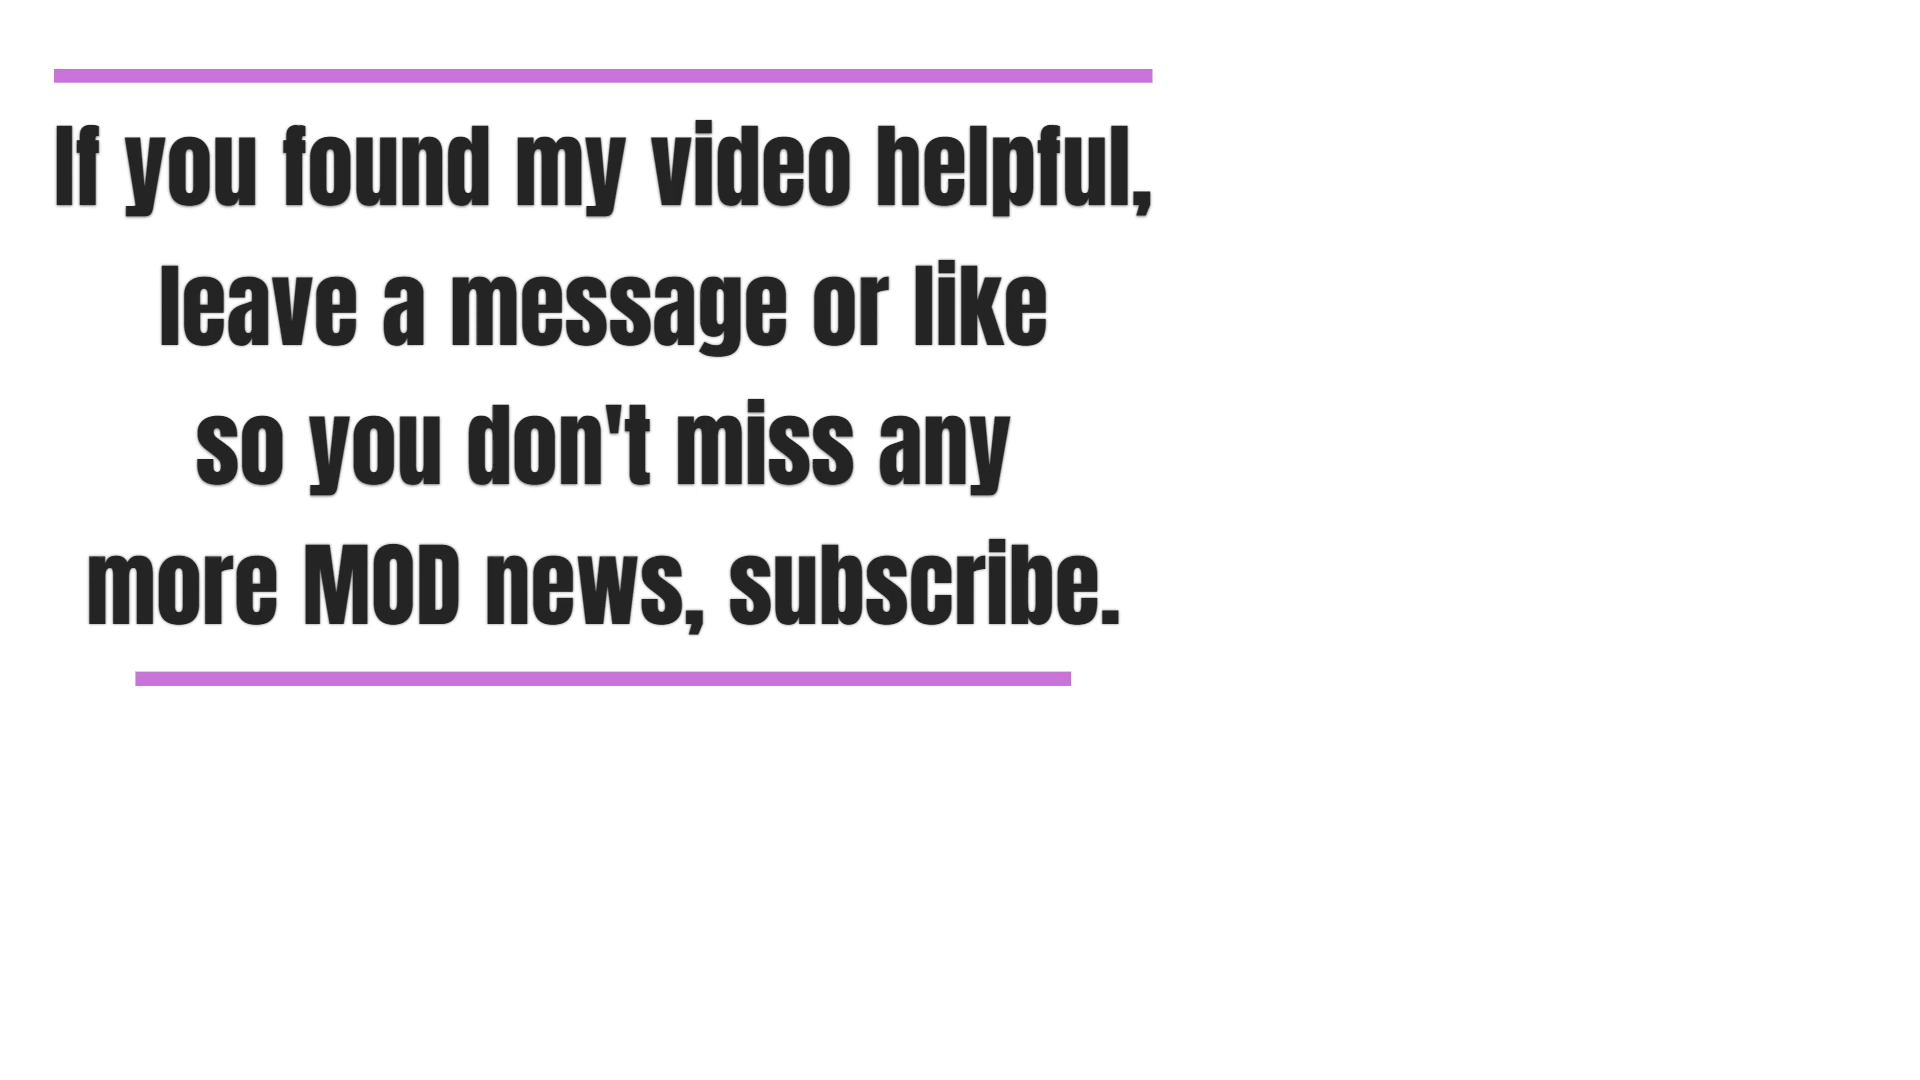 If you found my video helpful,
leave a message or like
so you don't miss any
more MOD news, subscribe.